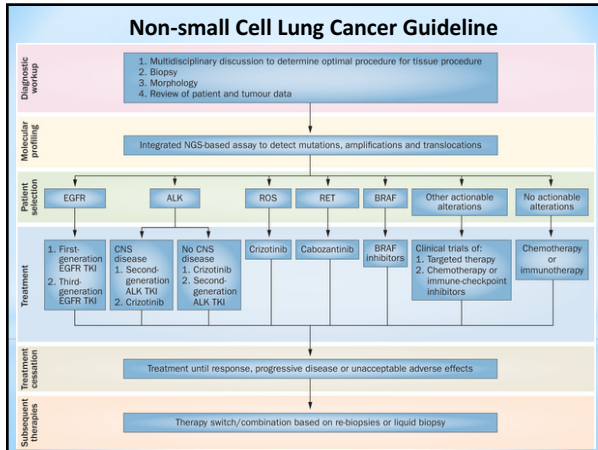 Non-small Cell Lung Cancer Guideline
Diagnostic
workup
1. Multidisciplinary discussion to determine optimal procedure for tissue procedure
2. Biopsy
3. Morphology
4. Review of patient and tumour data
Molecular
profiling
Integrated NGS-based assay to detect mutations, amplifications and translocations
Patient
selection
EGFR
ALK
ROS
RET
BRAF
Other actionable
alterations
No actionable
alterations
Treatment
1. First-
generation
EGFR TKI
2. Third-
generation
EGFR TKI
CNS
disease
1. Second-
generation
ALK TKI
2. Crizotinib
No CNS
disease
1. Crizotinib
2. Second-
generation
ALK TKI
Crizotinib
Cabozantinib
BRAF
inhibitors
Clinical trials of:
1. Targeted therapy
2. Chemotherapy or
immune-checkpoint
inhibitors
Chemotherapy
or
immunotherapy
Treatment
cessation
Treatment until response, progressive disease or unacceptable adverse effects
Subsequent
therapies
Therapy switch/combination based on re-biopsies or liquid biopsy